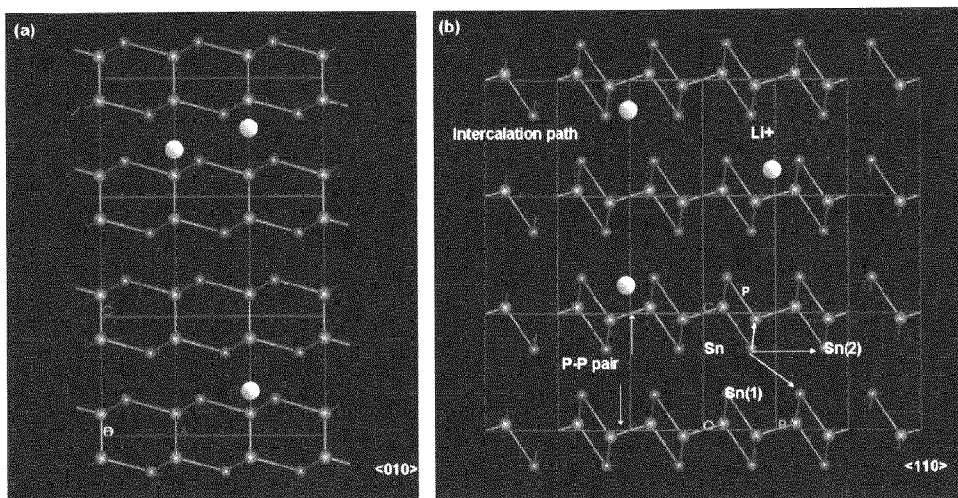 (a)
<010>
(b)
Intercalation path
Li+
P
Sn
Sn(2)
P-P pair
Sn(1)
<110>